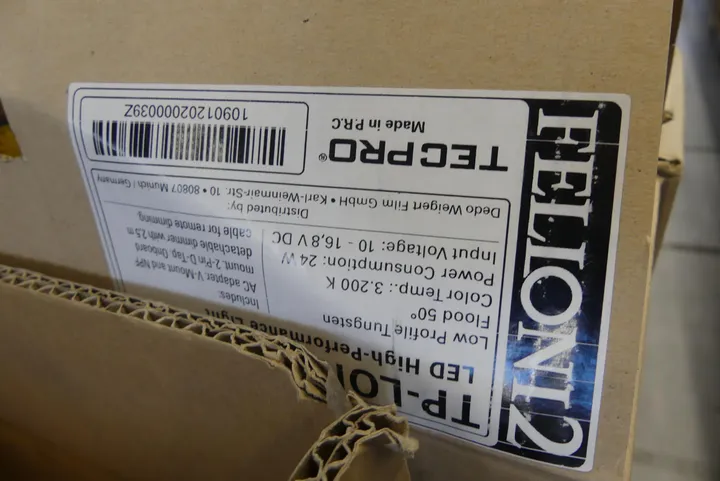 FELLONI 2
TP-LO
LED High-Performance Light
Low Profile Tungsten
Flood 50°
Color Temp.: 3.200 K
Power Consumption: 24 W
Input Voltage: 10 - 16,8 V DC
Includes:
AC adapter, V-Mount and NPF
mount, 2-Pin D-Tap, Onboard
detachable dimmer with 2.5 m
cable for remote dimming
Distributed by:
Dedo Weigert Film GmbH • Karl-Weinmair-Str. 10 • 80807 Munich / Germany
TECPRO®
Made in P.R.C
109012020000039Z